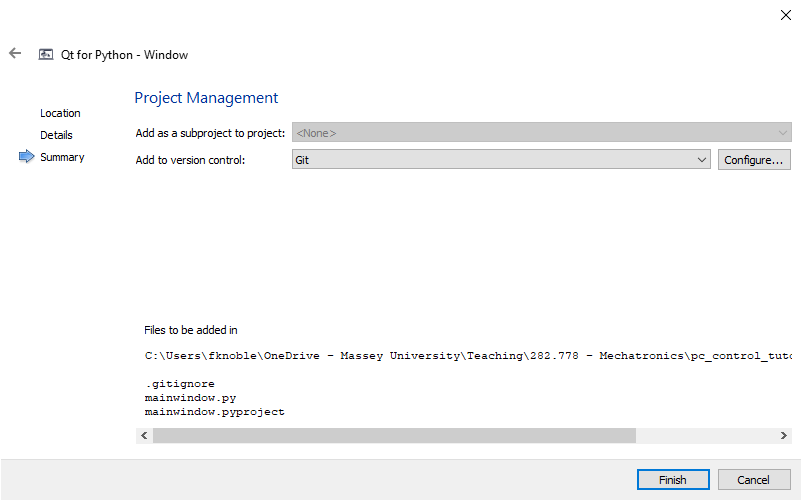 Qt for Python - Window
Project Management
Location
Details
Summary
Add as a subproject to project: <None>
Add to version control: Git Configure...
Files to be added in
C:\Users\fknoble\OneDrive - Massey University\Teaching\282.778 - Mechatronics\pc_control_tuto
.gitignore
mainwindow.py
mainwindow.pyproject
Finish Cancel